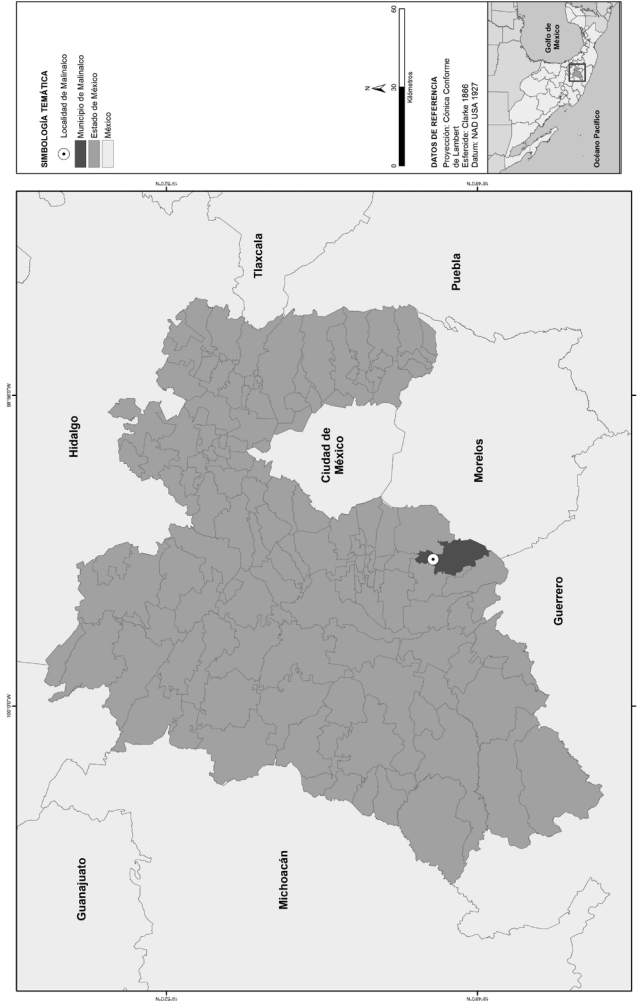 SIMBOLOGÍA TEMÁTICA
Localidad de Malinalco
Municipio de Malinalco
Estado de México
México
N
0
30
60
Kilómetros
DATOS DE REFERENCIA
Proyección: Cónica Conforme
de Lambert
Esferoide: Clarke 1866
Datum: NAD USA 1927
Golfo de
México
Océano Pacífico
Guanajuato
Hidalgo
Tlaxcala
Michoacán
Ciudad de
México
Puebla
Morelos
Guerrero